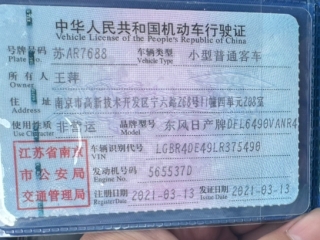 中华人民共和国机动车行驶证
Vehicle License of the People's Republic of China
号牌号码 苏AR7688 车辆类型 小型普通客车
Plate No. Vehicle Type
所有人 王萍
Owner
住址 南京市高新技术开发区宁六路268号11幢四单元208室
Address
使用性质 非营运 品牌型号 东风日产牌DFL6490VANR4
Use Character Model
江苏省南京市公安局交通管理局
车辆识别代号 LGBR4DE49LR375490
VIN
发动机号码 565537D
Engine No.
注册日期 2021-03-13 发证日期 2021-03-13
Register Date Issue Date